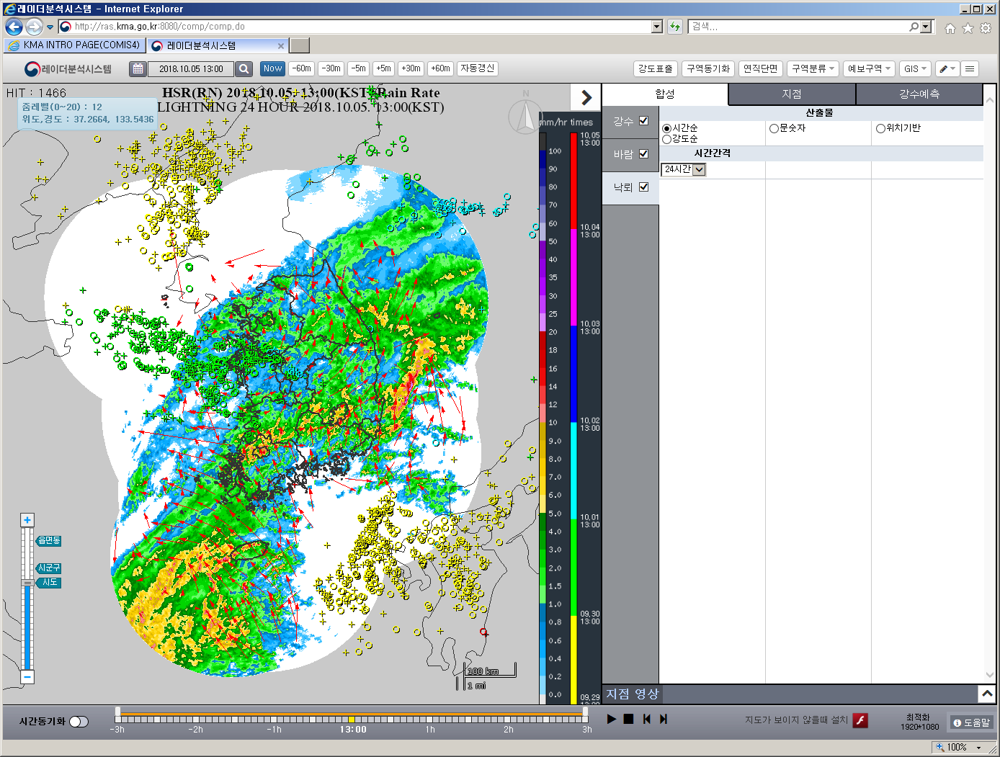 레이더분석시스템 - Internet Explorer
http://ras.kma.go.kr:8080/comp/comp.do
검색...
KMA INTRO PAGE(COMIS4)
레이더분석시스템
레이더분석시스템
2018.10.05 13:00
Now
-60m
-30m
-5m
+5m
+30m
+60m
자동갱신
강도표출
구역동기화
연직단면
구역분류
예보구역
GIS
HIT : 1466
HSR(RN) 2018.10.05. 13:00(KST) Rain Rate
LIGHTNING 24 HOUR 2018.10.05. 13:00(KST)
줌레벨(0~20) : 12
위도,경도 : 37.2664, 133.5436
N
mm/hr times
100
90
80
70
60
50
40
35
30
25
20
18
16
14
12
10
9.0
8.0
7.0
6.0
5.0
4.0
3.0
2.0
1.5
1.0
0.8
0.6
0.4
0.2
0.0
10.05
13:00
10.04
13:00
10.03
13:00
10.02
13:00
10.01
13:00
09.30
13:00
09.29
13:00
합성
지점
강수예측
강수
바람
낙뢰
산출물
시간순
문숫자
위치기반
강도순
시간간격
24시간
읍면동
시군구
시도
100 km
1 mi
지점 영상
시간동기화
-3h
-2h
-1h
13:00
1h
2h
3h
지도가 보이지 않을때 설치
최적화
1920*1080
도움말
100%